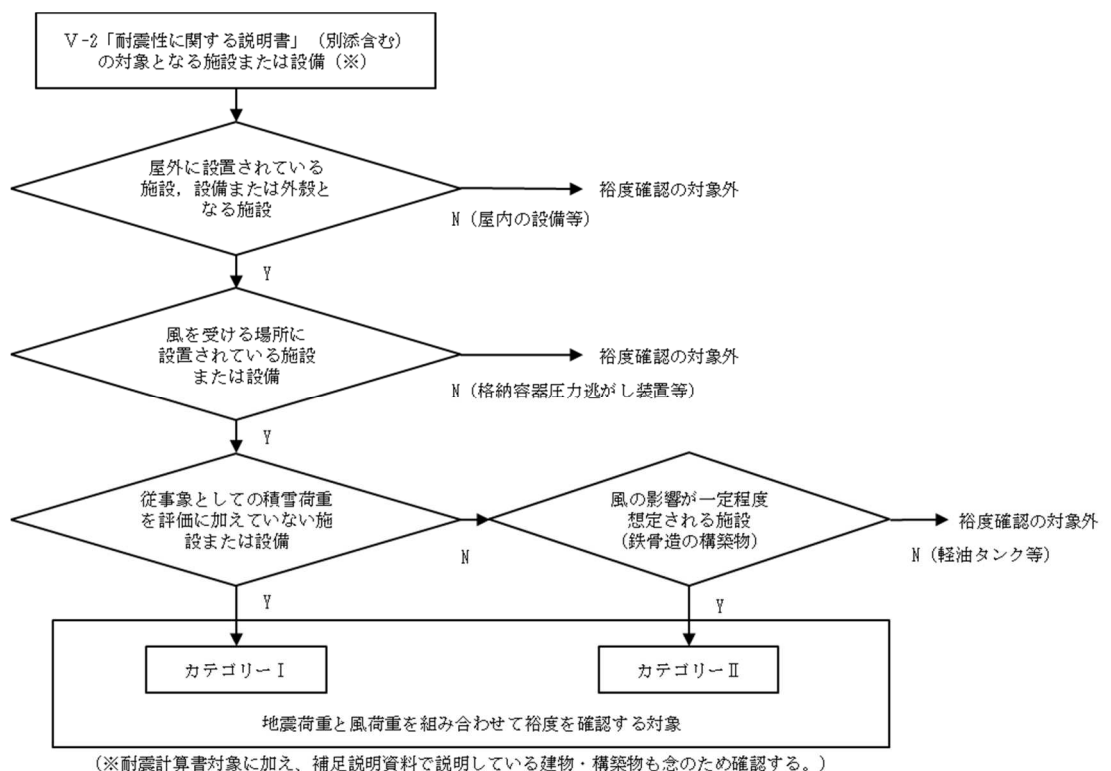 Ⅴ-2「耐震性に関する説明書」（別添含む）
の対象となる施設または設備（※）
屋外に設置されている
施設，設備または外殻と
なる施設
裕度確認の対象外
N（屋内の設備等）
Y
風を受ける場所に
設置されている施設
または設備
裕度確認の対象外
N（格納容器圧力逃がし装置等）
Y
従事象としての積雪荷重
を評価に加えていない施
設または設備
N
風の影響が一定程度
想定される施設
（鉄骨造の構築物）
裕度確認の対象外
N（軽油タンク等）
Y
Y
カテゴリーⅠ
カテゴリーⅡ
地震荷重と風荷重を組み合わせて裕度を確認する対象
（※耐震計算書対象に加え、補足説明資料で説明している建物・構築物も念のため確認する。）